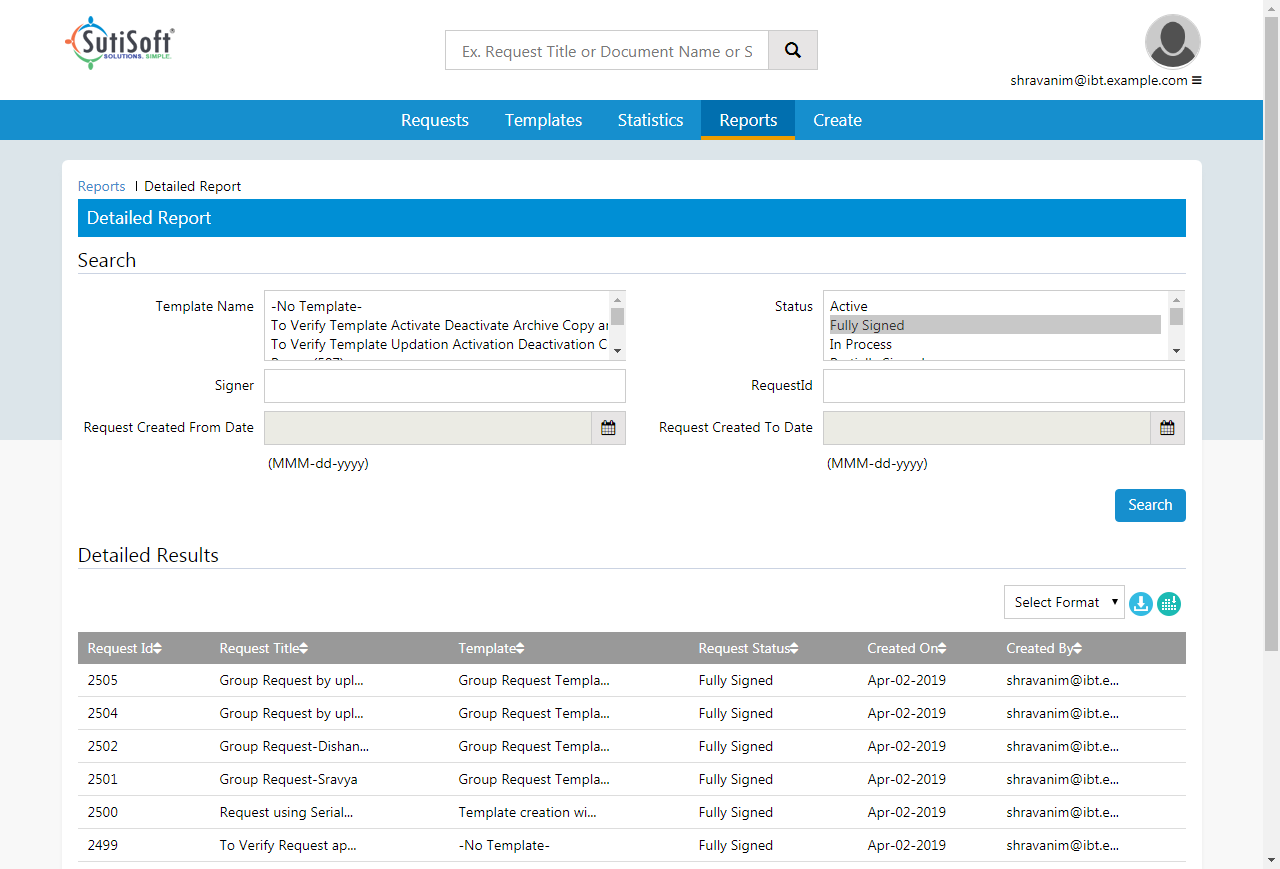 SutiSoft®
SOLUTIONS. SIMPLE.
Ex. Request Title or Document Name or S
shravanim@ibt.example.com
Requests Templates Statistics Reports Create
Reports | Detailed Report
Detailed Report
Search
Template Name
-No Template-
To Verify Template Activate Deactivate Archive Copy a
To Verify Template Updation Activation Deactivation C
Status
Active
Fully Signed
In Process
Partially Signed
Signer
RequestId
Request Created From Date
(MMM-dd-yyyy)
Request Created To Date
(MMM-dd-yyyy)
Search
Detailed Results
Select Format
Request Id Request Title Template Request Status Created On Created By
2505 Group Request by upl... Group Request Templa... Fully Signed Apr-02-2019 shravanim@ibt.e...
2504 Group Request by upl... Group Request Templa... Fully Signed Apr-02-2019 shravanim@ibt.e...
2502 Group Request-Dishan... Group Request Templa... Fully Signed Apr-02-2019 shravanim@ibt.e...
2501 Group Request-Sravya Group Request Templa... Fully Signed Apr-02-2019 shravanim@ibt.e...
2500 Request using Serial... Template creation wi... Fully Signed Apr-02-2019 shravanim@ibt.e...
2499 To Verify Request ap... -No Template- Fully Signed Apr-02-2019 shravanim@ibt.e...